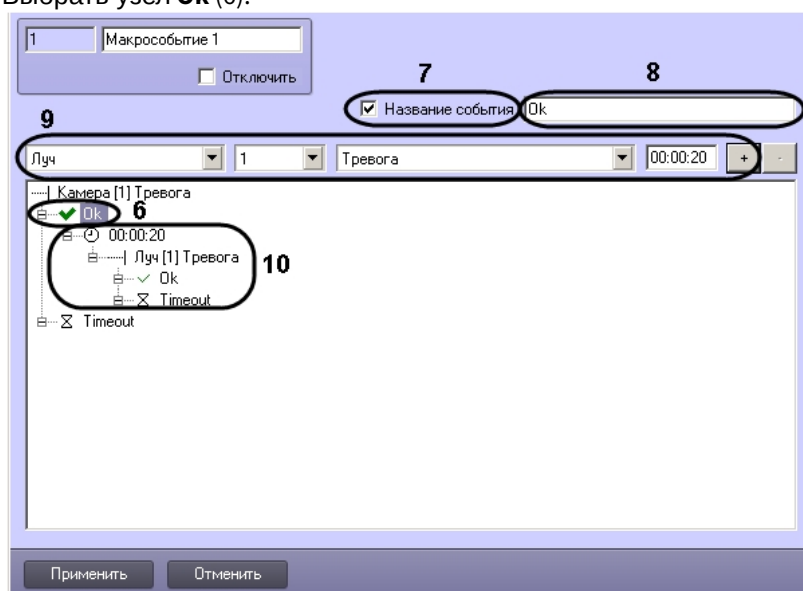 Выбрать узел Ok (6).
1 Макрособытие 1
Отключить
7 8
Название события Ok
9
Луч 1 Тревога 00:00:20 + -
Камера [1] Тревога
Ok 6
00:00:20
Луч [1] Тревога 10
Ok
Timeout
Timeout
Применить Отменить